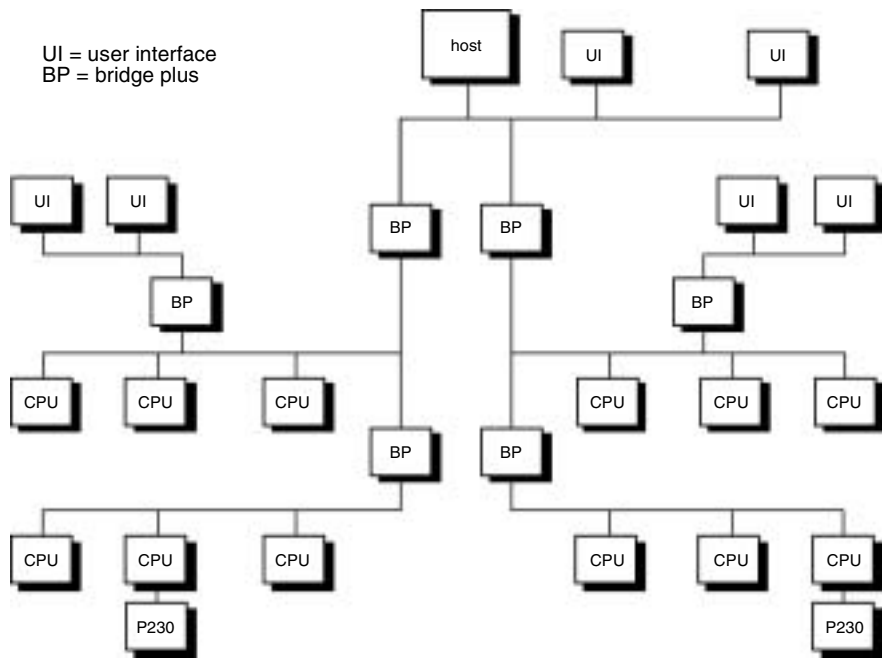 host
UI
UI
UI = user interface
BP = bridge plus
UI
UI
BP
BP
UI
UI
BP
BP
CPU
CPU
CPU
CPU
CPU
CPU
BP
BP
CPU
CPU
CPU
CPU
CPU
CPU
P230
P230